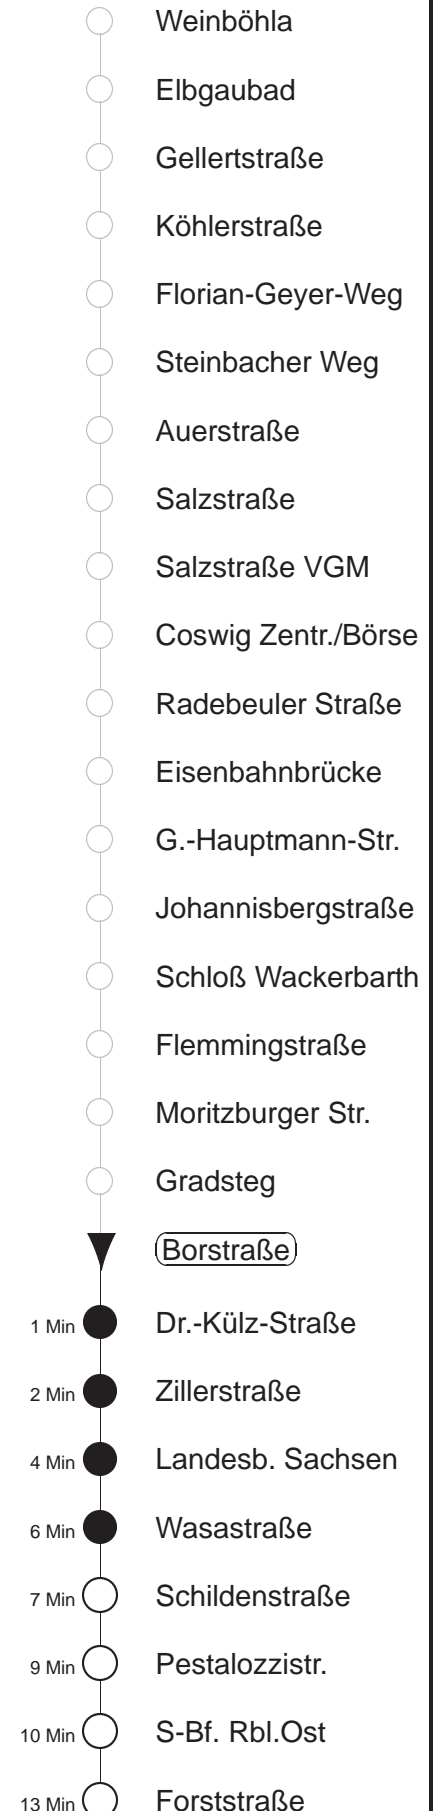 Weinböhla
Elbgaubad
Gellertstraße
Köhlerstraße
Florian-Geyer-Weg
Steinbacher Weg
Auerstraße
Salzstraße
Salzstraße VGM
Coswig Zentr./Börse
Radebeuler Straße
Eisenbahnbrücke
G.-Hauptmann-Str.
Johannisbergstraße
Schloß Wackerbarth
Flemmingstraße
Moritzburger Str.
Gradsteg
Borstraße
1 Min Dr.-Külz-Straße
2 Min Zillerstraße
4 Min Landesb. Sachsen
6 Min Wasastraße
7 Min Schildenstraße
9 Min Pestalozzistr.
10 Min S-Bf. Rbl.Ost
13 Min Forststraße